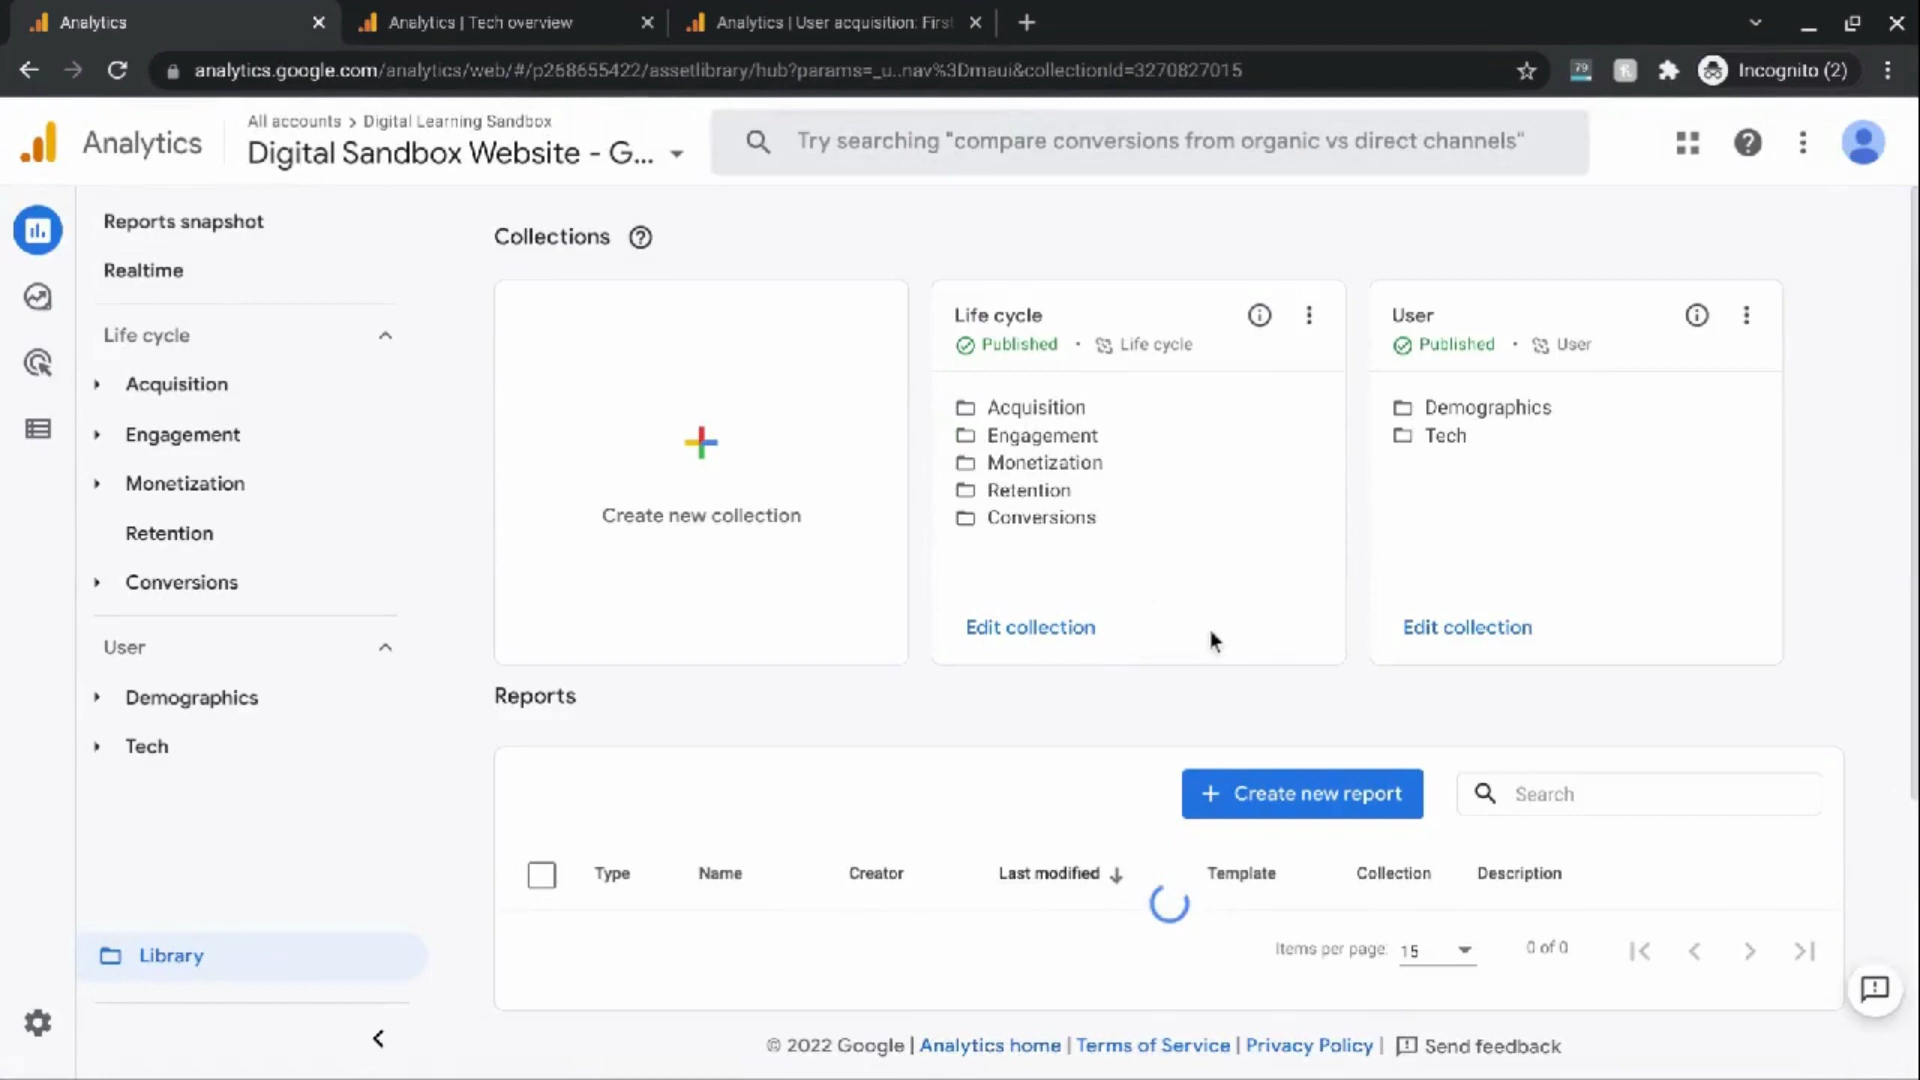 Analytics
Analytics | Tech overview
Analytics | User acquisition: First
analytics.google.com/analytics/web/#/p268655422/assetlibrary/hub?params=_u..nav%3Dmaui&collectionId=3270827015
79
Incognito (2)
Analytics
All accounts > Digital Learning Sandbox
Digital Sandbox Website - G...
Try searching "compare conversions from organic vs direct channels"
Reports snapshot
Realtime
Life cycle
Acquisition
Engagement
Monetization
Retention
Conversions
User
Demographics
Tech
Library
Collections
Create new collection
Life cycle
Published · Life cycle
Acquisition
Engagement
Monetization
Retention
Conversions
Edit collection
User
Published · User
Demographics
Tech
Edit collection
Reports
+ Create new report
Search
Type Name Creator Last modified Template Collection Description
Items per page: 15 0 of 0
© 2022 Google | Analytics home | Terms of Service | Privacy Policy | Send feedback